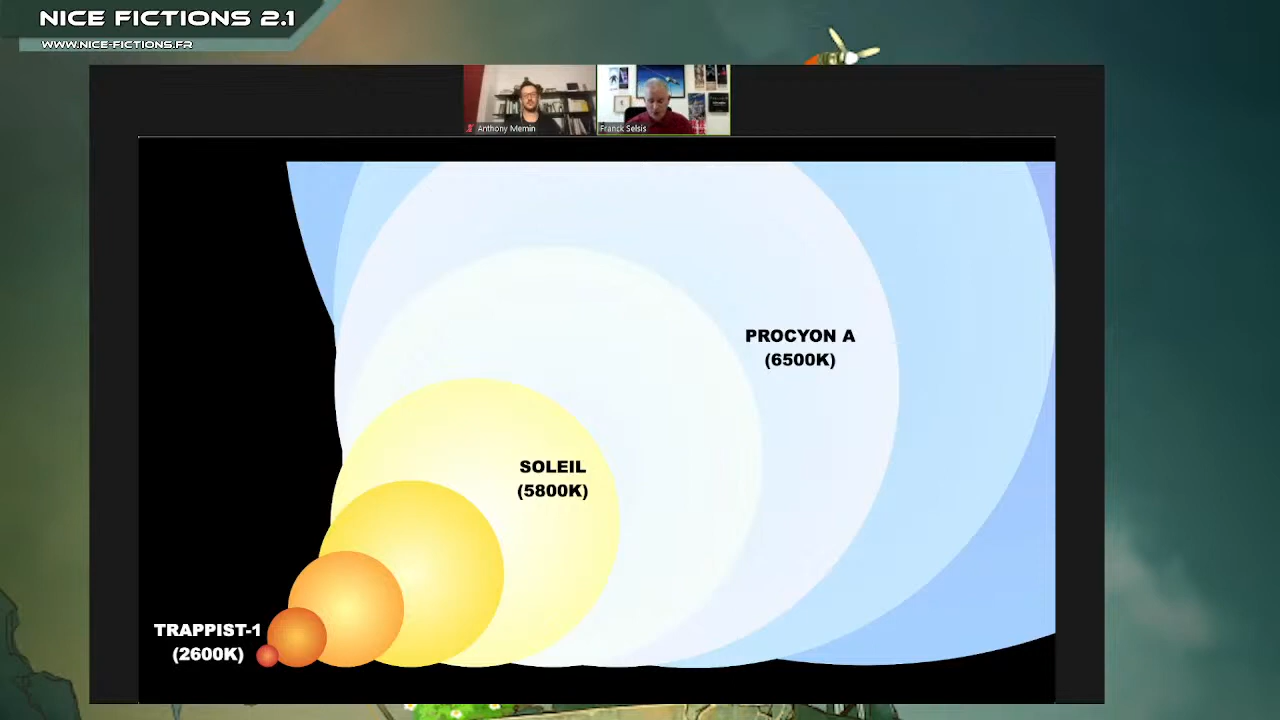 NICE FICTIONS 2.1
WWW.NICE-FICTIONS.FR
Anthony Memin
Franck Selsis
PROCYON A
(6500K)
SOLEIL
(5800K)
TRAPPIST-1
(2600K)